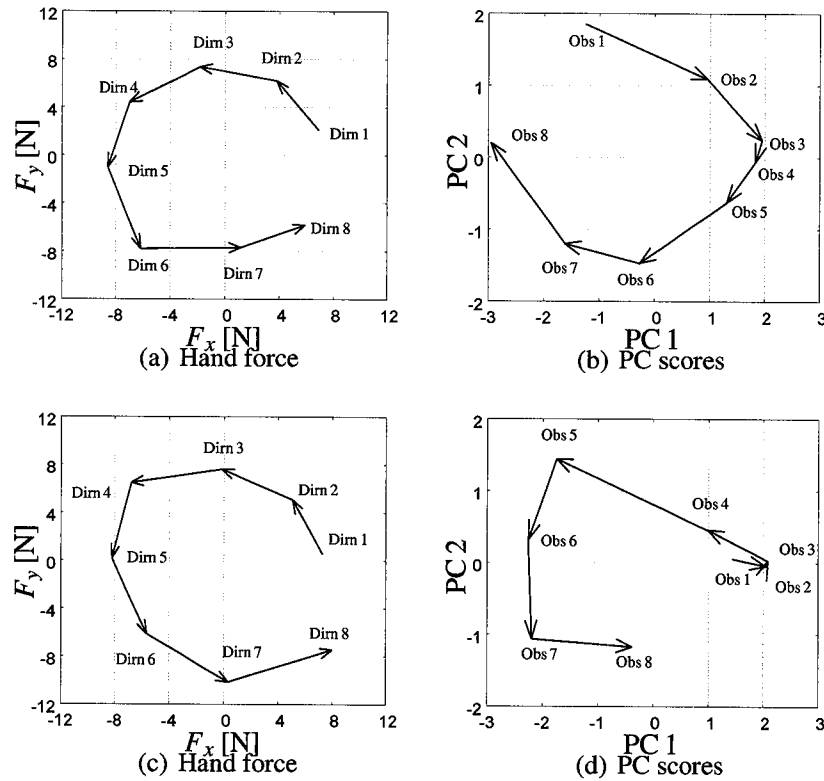 12
8
4
0
-4
-8
-12
F_y [N]
Dirn 3
Dirn 2
Dirn 4
Dirn 1
Dirn 5
Dirn 8
Dirn 6
Dirn 7
-12 -8 -4 0 4 8 12
F_x [N]
(a) Hand force
2
1
0
-1
-2
PC 2
Obs 1
Obs 2
Obs 8
Obs 3
Obs 4
Obs 5
Obs 7
Obs 6
-3 -2 -1 0 1 2 3
PC 1
(b) PC scores
12
8
4
0
-4
-8
-12
F_y [N]
Dirn 3
Dirn 2
Dirn 4
Dirn 1
Dirn 5
Dirn 6
Dirn 7
Dirn 8
-12 -8 -4 0 4 8 12
F_x [N]
(c) Hand force
2
1
0
-1
-2
PC 2
Obs 5
Obs 4
Obs 6
Obs 3
Obs 1
Obs 2
Obs 7
Obs 8
-3 -2 -1 0 1 2 3
PC 1
(d) PC scores